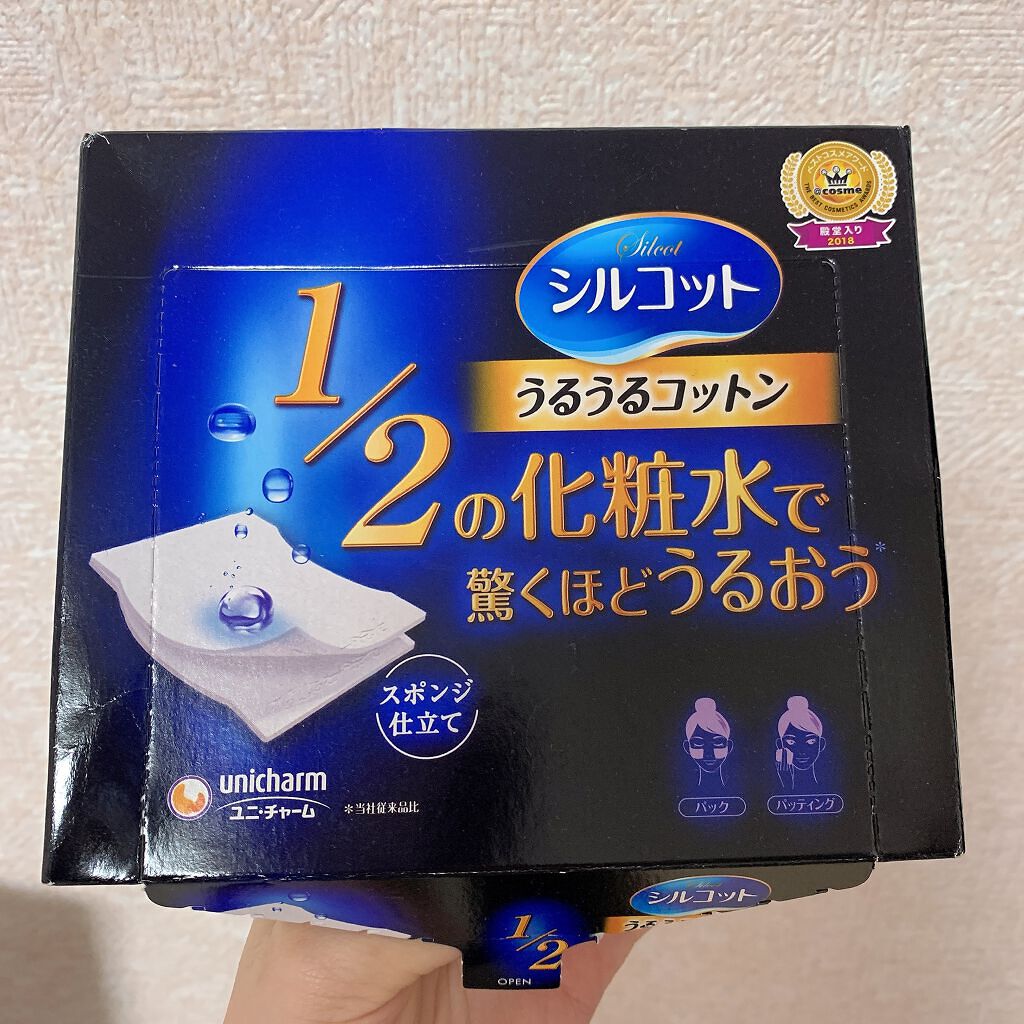 ベストコスメアワード
@cosme
THE BEST COSMETICS AWARDS
殿堂入り
2018
Silcot
シルコット
うるうるコットン
1/2の化粧水で
驚くほどうるおう*
スポンジ
仕立て
unicharm
ユニ・チャーム
*当社従来品比
パック
パッティング
Silcot
シルコット
1/2
OPEN